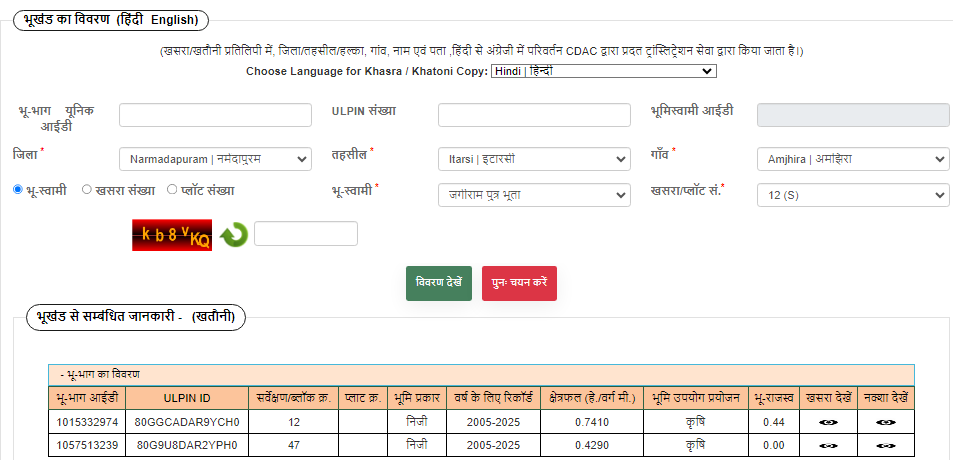 भूखंड का विवरण (हिंदी English)
(खसरा/खतौनी प्रतिलिपी में, जिला/तहसील/हल्का, गांव, नाम एवं पता ,हिंदी से अंग्रेजी में परिवर्तन CDAC द्वारा प्रदत ट्रांस्लिट्रेशन सेवा द्वारा किया जाता है।)
Choose Language for Khasra / Khatoni Copy: Hindi | हिन्दी
भू-भाग यूनिक आईडी
ULPIN संख्या
भूमिस्वामी आईडी
जिला * Narmadapuram | नर्मदापुरम
तहसील * Itarsi | इटारसी
गाँव * Amjhira | अमझिरा
भू-स्वामी खसरा संख्या प्लॉट संख्या
भू-स्वामी * जगीराम पुत्र भूता
खसरा/प्लॉट सं.* 12 (S)
kb8vKQ
विवरण देखें पुनः चयन करें
भूखंड से सम्बंधित जानकारी - (खतौनी)
- भू-भाग का विवरण
भू-भाग आईडी ULPIN ID सर्वेक्षण/ब्लॉक क्र. प्लाट क्र. भूमि प्रकार वर्ष के लिए रिकॉर्ड क्षेत्रफल (हे./वर्ग मी.) भूमि उपयोग प्रयोजन भू-राजस्व खसरा देखें नक्शा देखें
1015332974 80GGCADAR9YCH0 12 निजी 2005-2025 0.7410 कृषि 0.44
1057513239 80G9U8DAR2YPH0 47 निजी 2005-2025 0.4290 कृषि 0.00